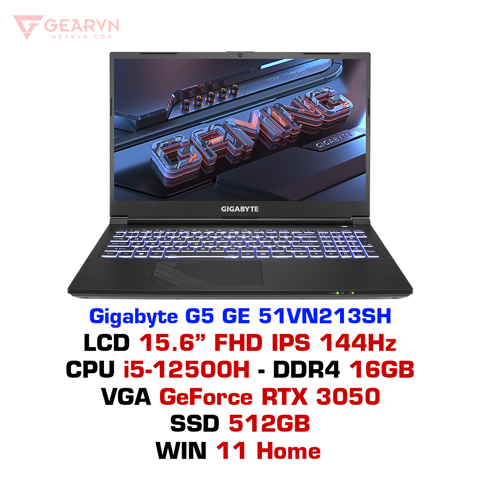 GEARVN
GEARVN.COM
GAMING
GIGABYTE
Gigabyte G5 GE 51VN213SH
LCD 15.6” FHD IPS 144Hz
CPU i5-12500H - DDR4 16GB
VGA GeForce RTX 3050
SSD 512GB
WIN 11 Home